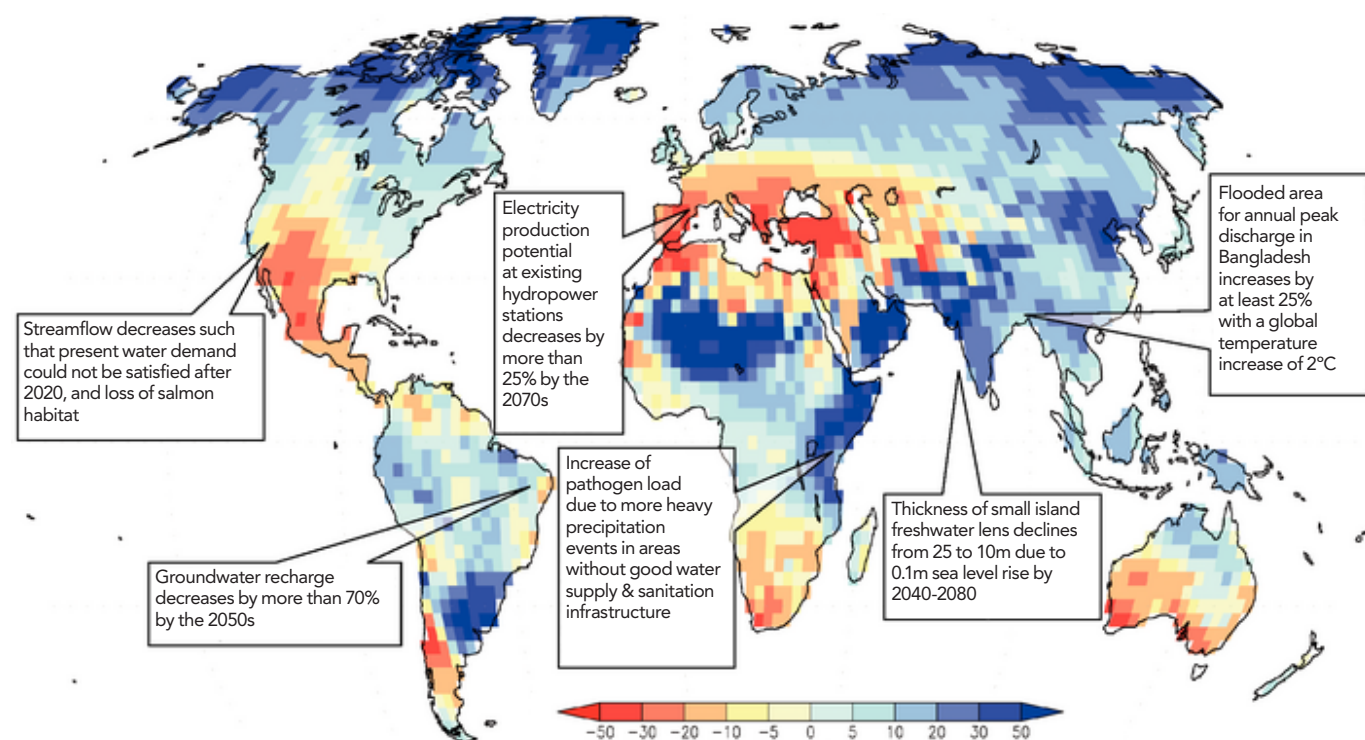 Streamflow decreases such
that present water demand
could not be satisfied after
2020, and loss of salmon
habitat
Electricity
production
potential
at existing
hydropower
stations
decreases by
more than
25% by the
2070s
Flooded area
for annual peak
discharge in
Bangladesh
increases by
at least 25%
with a global
temperature
increase of 2°C
Groundwater recharge
decreases by more than 70%
by the 2050s
Increase of
pathogen load
due to more heavy
precipitation
events in areas
without good water
supply & sanitation
infrastructure
Thickness of small island
freshwater lens declines
from 25 to 10m due to
0.1m sea level rise by
2040-2080
-50 -30 -20 -10 -5 0 5 10 20 30 50